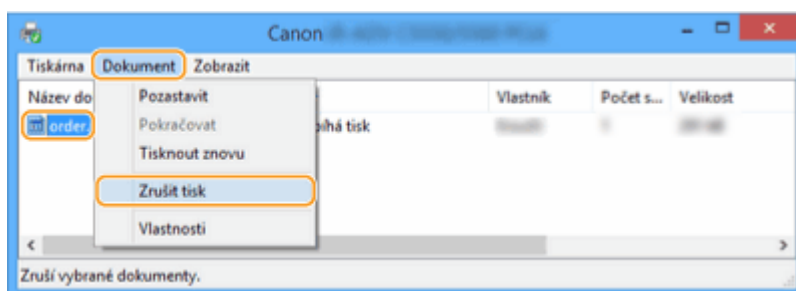 Canon
Tiskárna Dokument Zobrazit
Název do Vlastník Počet s... Velikost
order. bíhá tisk
Pozastavit
Pokračovat
Tisknout znovu
Zrušit tisk
Vlastnosti
Zruší vybrané dokumenty.